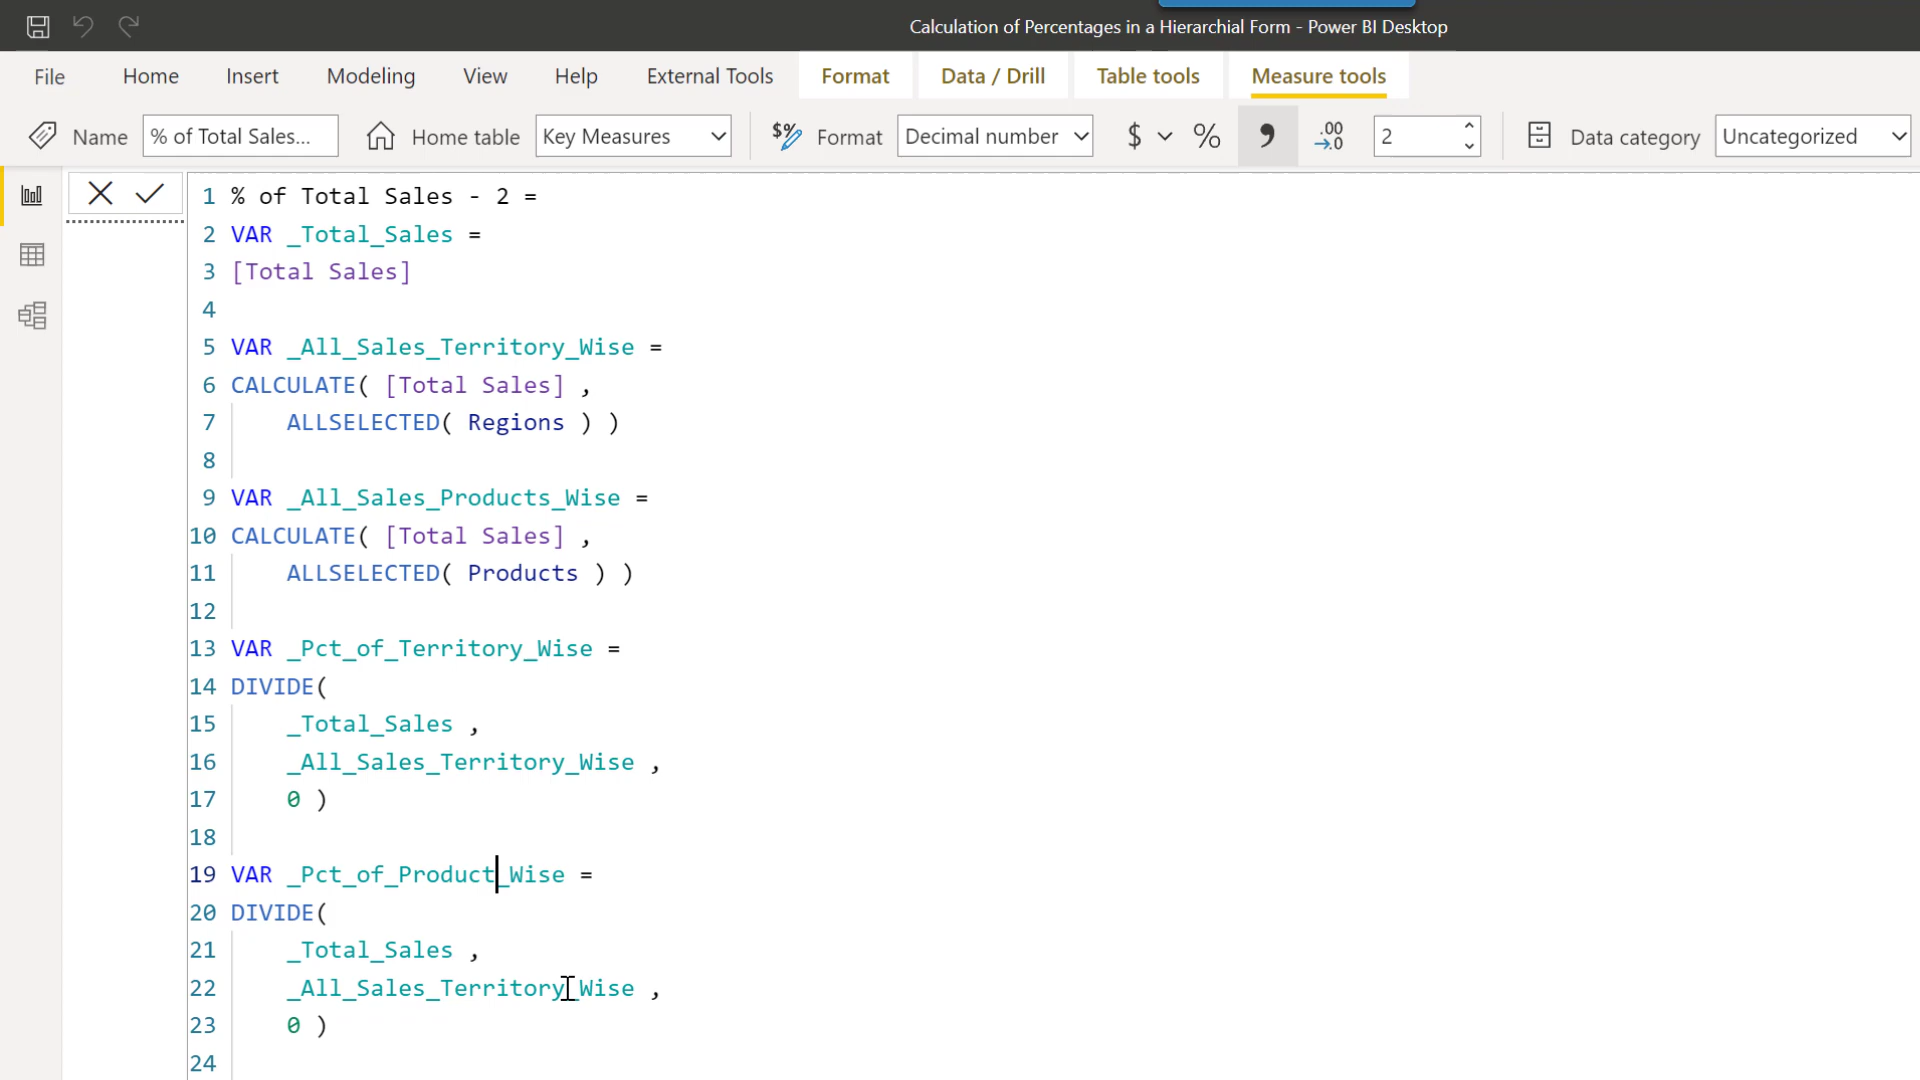 Calculation of Percentages in a Hierarchial Form - Power BI Desktop
File Home Insert Modeling View Help External Tools Format Data / Drill Table tools Measure tools
Name % of Total Sales... Home table Key Measures $% Format Decimal number $ % , .00 .0 2 Data category Uncategorized
1 % of Total Sales - 2 =
2 VAR _Total_Sales =
3 [Total Sales]
4
5 VAR _All_Sales_Territory_Wise =
6 CALCULATE( [Total Sales] ,
7 ALLSELECTED( Regions ) )
8
9 VAR _All_Sales_Products_Wise =
10 CALCULATE( [Total Sales] ,
11 ALLSELECTED( Products ) )
12
13 VAR _Pct_of_Territory_Wise =
14 DIVIDE(
15 _Total_Sales ,
16 _All_Sales_Territory_Wise ,
17 0 )
18
19 VAR _Pct_of_Product_Wise =
20 DIVIDE(
21 _Total_Sales ,
22 _All_Sales_Territory_Wise ,
23 0 )
24